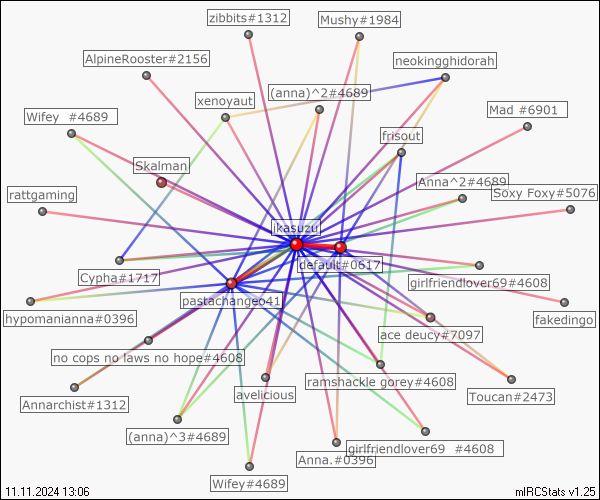 zibbits#1312
Mushy#1984
AlpineRooster#2156
neokingghidorah
(anna)^2#4689
xenoyaut
Mad #6901
Wifey #4689
frisout
Skalman
Anna^2#4689
Soxy Foxy#5076
rattgaming
ikasuzu
default#0617
Cypha#1717
girlfriendlover69#4608
pastachangeo41
hypomanianna#0396
fakedingo
ace deucy#7097
no cops no laws no hope#4608
ramshackle gorey#4608
avelicious
Toucan#2473
Annarchist#1312
(anna)^3#4689
girlfriendlover69 #4608
Anna.#0396
Wifey#4689
11.11.2024 13:06
mIRCStats v1.25